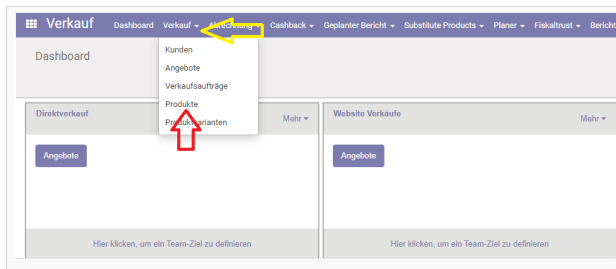 Verkauf Dashboard Verkauf Abrechnung Cashback Geplanter Bericht Substitute Products Planer Fiskaltrust Bericht
Dashboard
Kunden
Angebote
Verkaufsaufträge
Produkte
Produktvarianten
Direktverkauf Mehr
Angebote
Hier klicken, um ein Team-Ziel zu definieren
Website Verkäufe Mehr
Angebote
Hier klicken, um ein Team-Ziel zu definieren